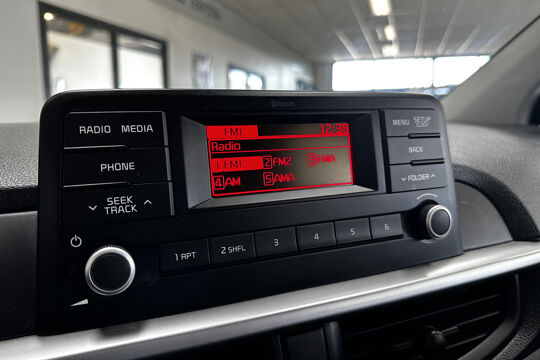 Bluetooth
RADIO MEDIA
PHONE
SEEK
TRACK
FM1 12:38
Radio
1 FM1 2 FM2 3 FMA
4 AM 5 AMA
MENU SETUP
CLOCK
BACK
FOLDER
1 RPT 2 SHFL 3 4 5 6